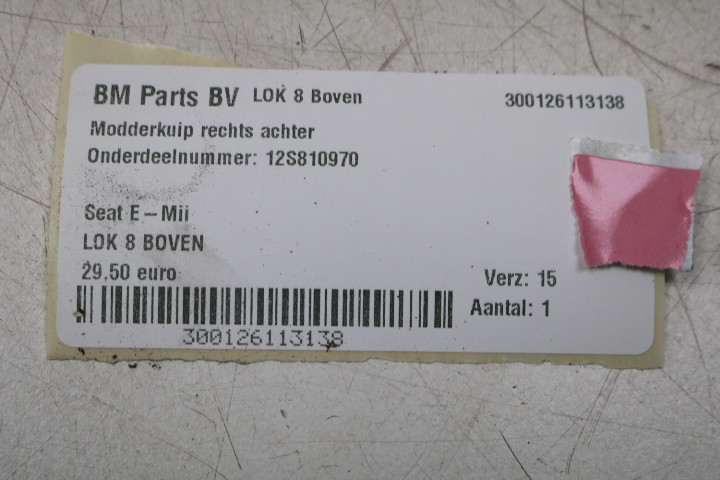 BM Parts BV LOK 8 Boven 300126113138
Modderkuip rechts achter
Onderdeelnummer: 12S810970
Seat E-Mii
LOK 8 BOVEN
29,50 euro
Verz: 15
Aantal: 1
300126113138